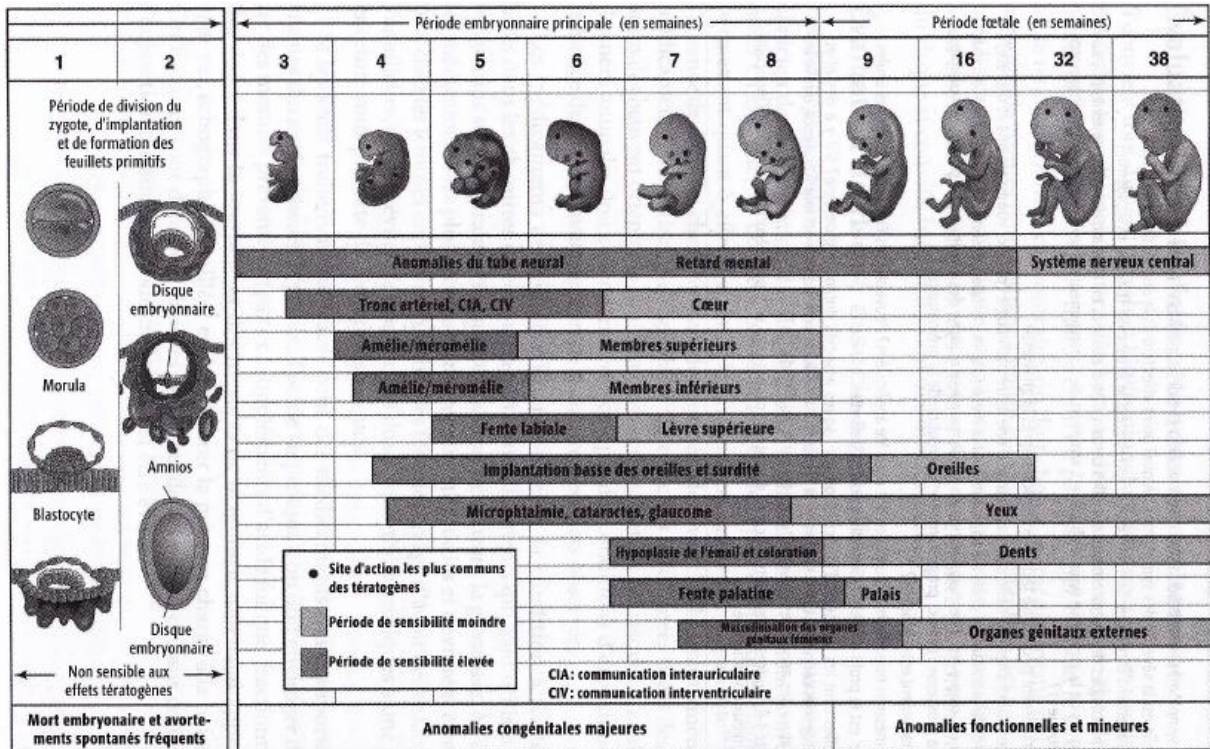 Période embryonnaire principale (en semaines)
Période fœtale (en semaines)
1 2 3 4 5 6 7 8 9 16 32 38
Période de division du
zygote, d'implantation
et de formation des
feuillets primitifs
Disque
embryonnaire
Morula
Amnios
Blastocyte
Disque
embryonnaire
Non sensible aux
effets tératogènes
Mort embryonaire et avorte-
ments spontanés fréquents
Anomalies du tube neural Retard mental Système nerveux central
Tronc artériel, CIA, CIV Cœur
Amélie/méromélie Membres supérieurs
Amélie/méromélie Membres inférieurs
Fente labiale Lèvre supérieure
Implantation basse des oreilles et surdité Oreilles
Microphtalmie, cataractes, glaucome Yeux
Hypoplasie de l'émail et coloration Dents
Fente palatine Palais
Masculinisation des organes
génitaux féminins
Organes génitaux externes
Site d'action les plus communs
des tératogènes
Période de sensibilité moindre
Période de sensibilité élevée
CIA : communication interauriculaire
CIV : communication interventriculaire
Anomalies congénitales majeures
Anomalies fonctionnelles et mineures